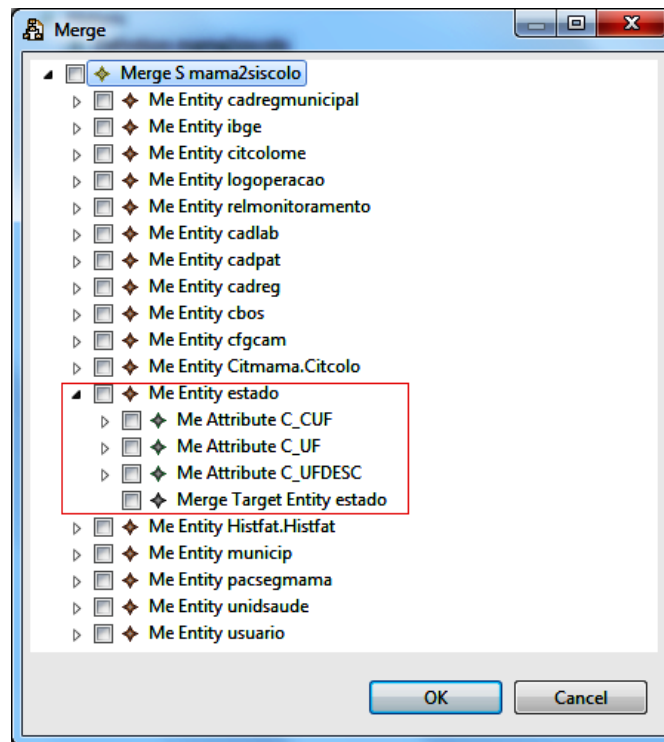 Merge
Merge S mama2siscolo
Me Entity cadregmunicipal
Me Entity ibge
Me Entity citcolome
Me Entity logoperacao
Me Entity relmonitoramento
Me Entity cadlab
Me Entity cadpat
Me Entity cadreg
Me Entity cbos
Me Entity cfgcam
Me Entity Citmama.Citcolo
Me Entity estado
Me Attribute C_CUF
Me Attribute C_UF
Me Attribute C_UFDESC
Merge Target Entity estado
Me Entity Histfat.Histfat
Me Entity municip
Me Entity pacsegmama
Me Entity unidsaude
Me Entity usuario
OK Cancel